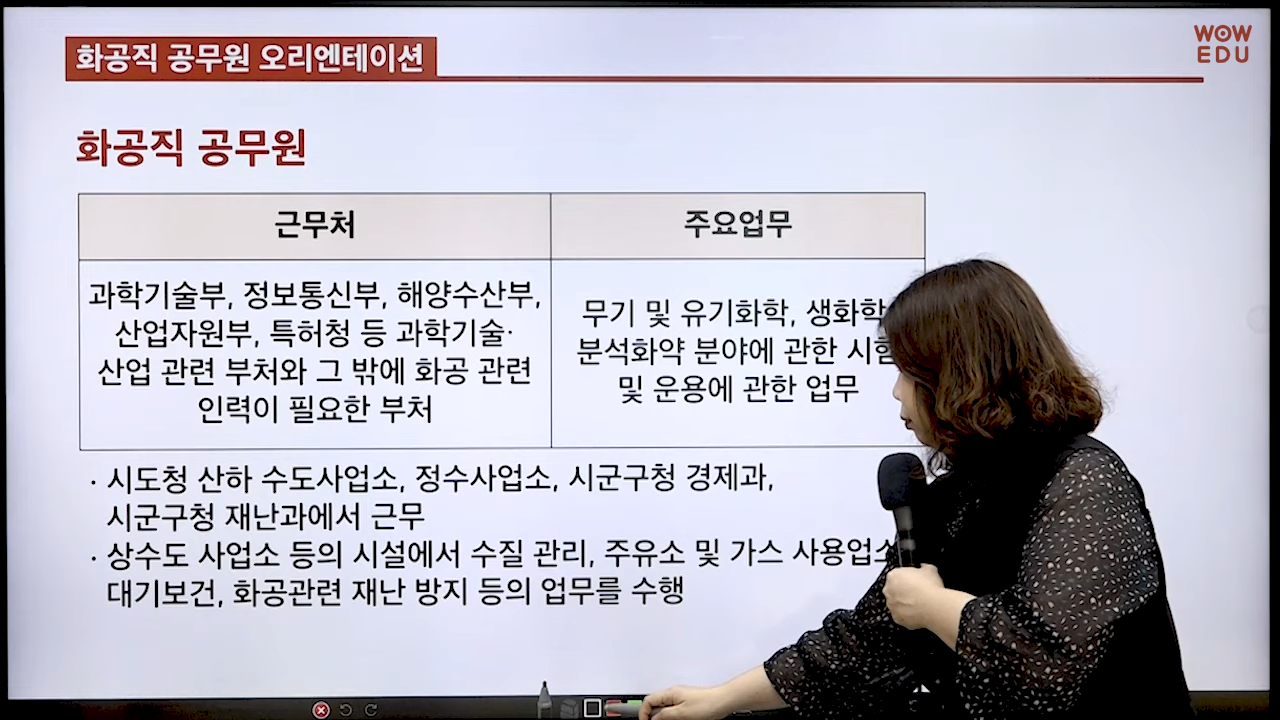 화공직 공무원 오리엔테이션
WOW
EDU
화공직 공무원
근무처
주요업무
과학기술부, 정보통신부, 해양수산부,
산업자원부, 특허청 등 과학기술·
산업 관련 부처와 그 밖에 화공 관련
인력이 필요한 부처
무기 및 유기화학, 생화학
분석화약 분야에 관한 시험
및 운용에 관한 업무
· 시도청 산하 수도사업소, 정수사업소, 시군구청 경제과,
시군구청 재난과에서 근무
· 상수도 사업소 등의 시설에서 수질 관리, 주유소 및 가스 사용업소
대기보건, 화공관련 재난 방지 등의 업무를 수행